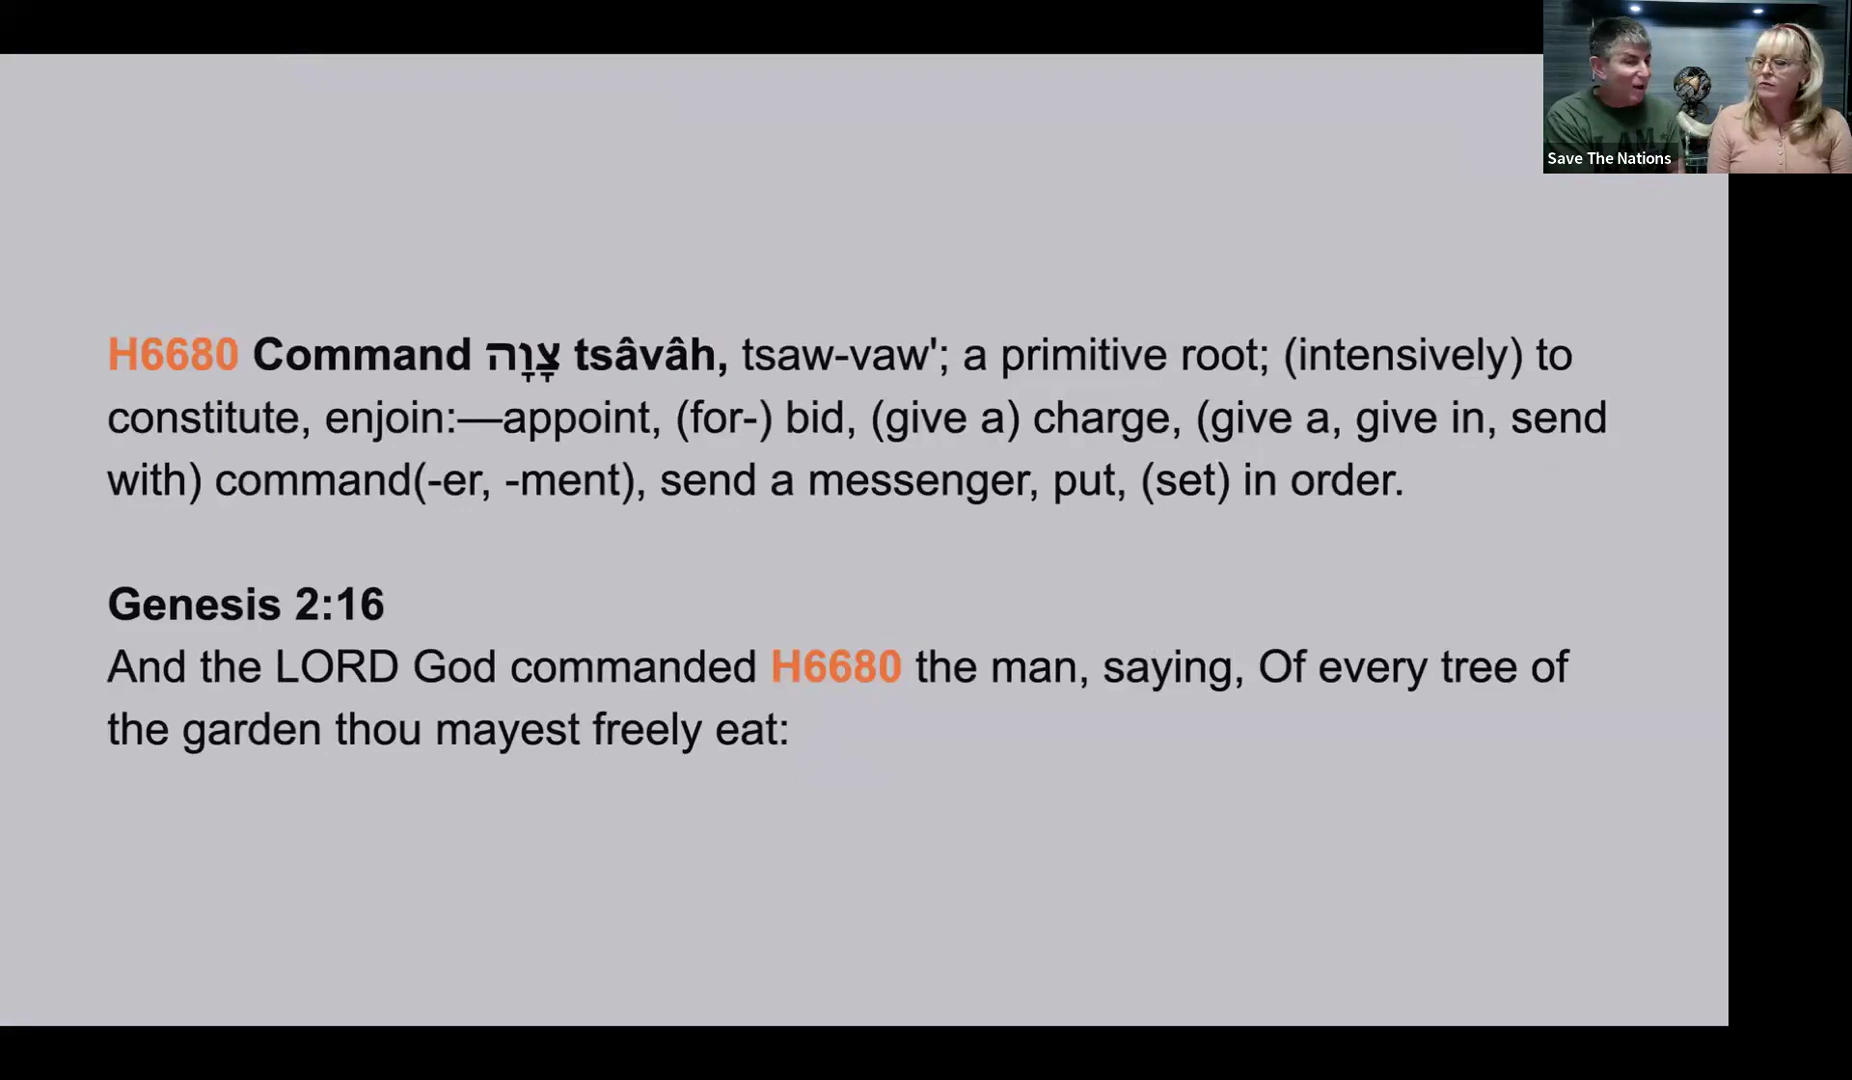 H6680 Command צָוָה tsâvâh, tsaw-vaw'; a primitive root; (intensively) to
constitute, enjoin:—appoint, (for-) bid, (give a) charge, (give a, give in, send
with) command(-er, -ment), send a messenger, put, (set) in order.
Genesis 2:16
And the LORD God commanded H6680 the man, saying, Of every tree of
the garden thou mayest freely eat:
Save The Nations